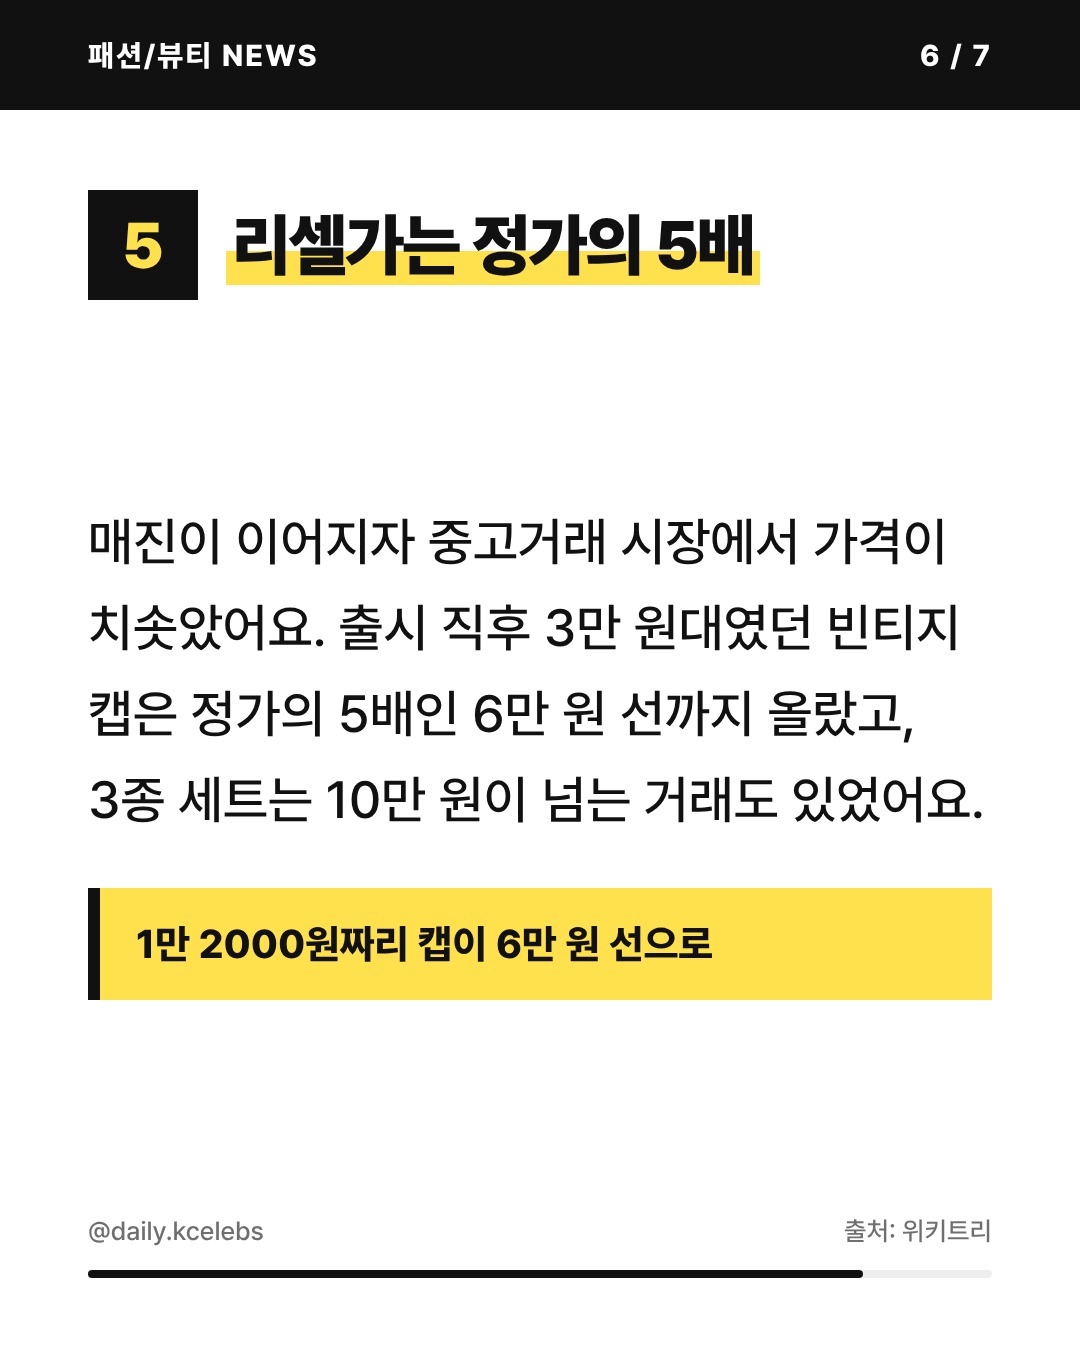 패션/뷰티 NEWS
6 / 7
5
리셀가는 정가의 5배
매진이 이어지자 중고거래 시장에서 가격이
치솟았어요. 출시 직후 3만 원대였던 빈티지
캡은 정가의 5배인 6만 원 선까지 올랐고,
3종 세트는 10만 원이 넘는 거래도 있었어요.
1만 2000원짜리 캡이 6만 원 선으로
@daily.kcelebs
출처: 위키트리